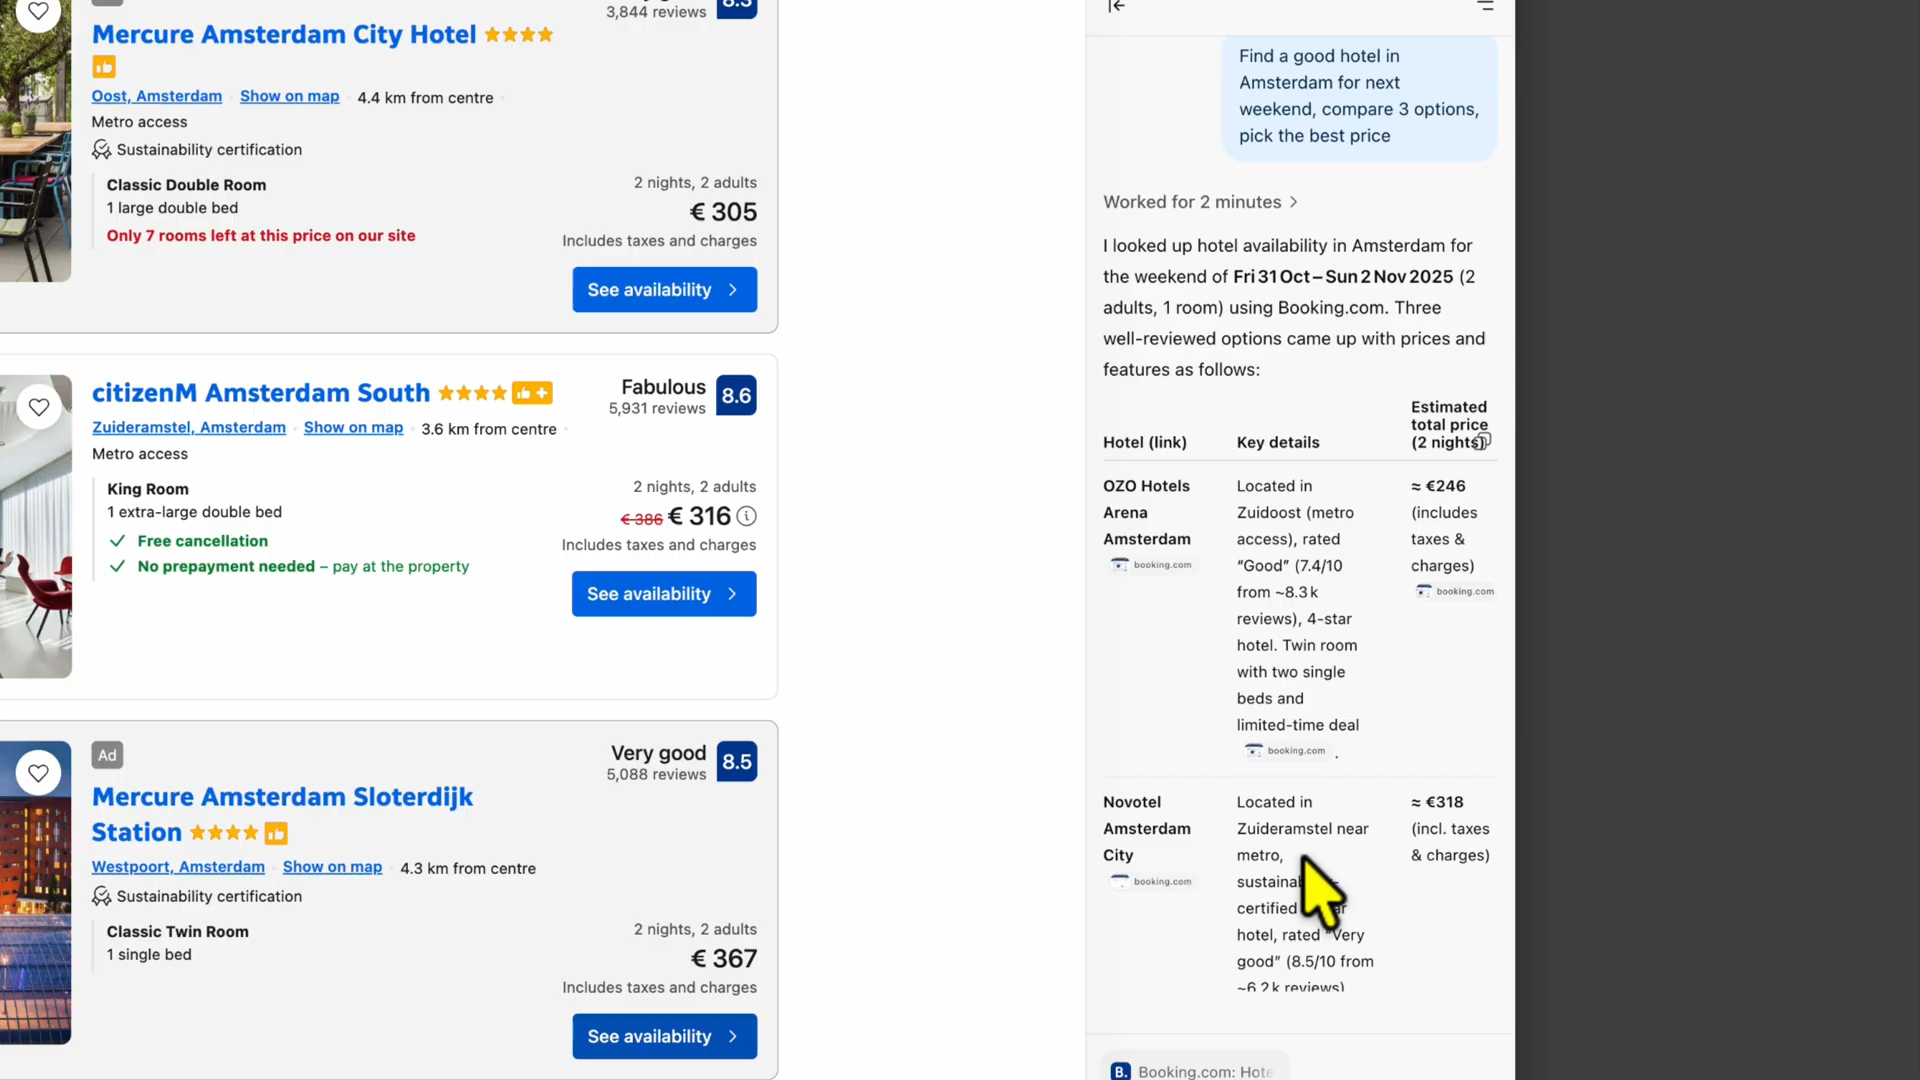 3,844 reviews
8.3
Mercure Amsterdam City Hotel
Oost, Amsterdam Show on map 4.4 km from centre
Metro access
Sustainability certification
Classic Double Room
1 large double bed
Only 7 rooms left at this price on our site
2 nights, 2 adults
€ 305
Includes taxes and charges
See availability
citizenM Amsterdam South
Fabulous
5,931 reviews
8.6
Zuideramstel, Amsterdam Show on map 3.6 km from centre
Metro access
King Room
1 extra-large double bed
Free cancellation
No prepayment needed – pay at the property
2 nights, 2 adults
€ 386 € 316
Includes taxes and charges
See availability
Ad
Very good
5,088 reviews
8.5
Mercure Amsterdam Sloterdijk
Station
Westpoort, Amsterdam Show on map 4.3 km from centre
Sustainability certification
Classic Twin Room
1 single bed
2 nights, 2 adults
€ 367
Includes taxes and charges
See availability
Find a good hotel in
Amsterdam for next
weekend, compare 3 options,
pick the best price
Worked for 2 minutes
I looked up hotel availability in Amsterdam for
the weekend of Fri 31 Oct – Sun 2 Nov 2025 (2
adults, 1 room) using Booking.com. Three
well-reviewed options came up with prices and
features as follows:
Hotel (link)
Key details
Estimated
total price
(2 nights)
OZO Hotels
Arena
Amsterdam
booking.com
Located in
Zuidoost (metro
access), rated
“Good” (7.4/10
from ~8.3 k
reviews), 4-star
hotel. Twin room
with two single
beds and
limited-time deal
booking.com .
≈ €246
(includes
taxes &
charges)
booking.com
Novotel
Amsterdam
City
booking.com
Located in
Zuideramstel near
metro,
certified
hotel, rated “Very
good” (8.5/10 from
~6.2 k reviews)
≈ €318
(incl. taxes
& charges)
B. Booking.com: Hote